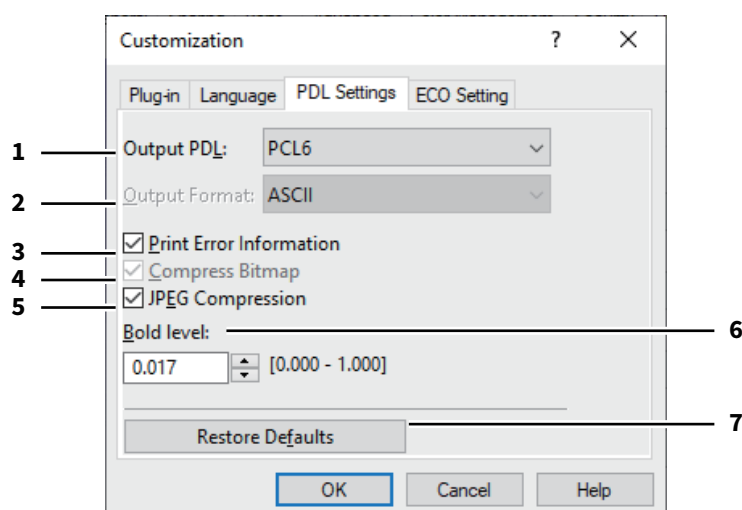 Customization ? ✕
Plug-in Language PDL Settings ECO Setting
1 Output PDL: PCL6
2 Output Format: ASCII
3 Print Error Information
4 Compress Bitmap
5 JPEG Compression
Bold level: 6
0.017 [0.000 - 1.000]
7
Restore Defaults
OK Cancel Help